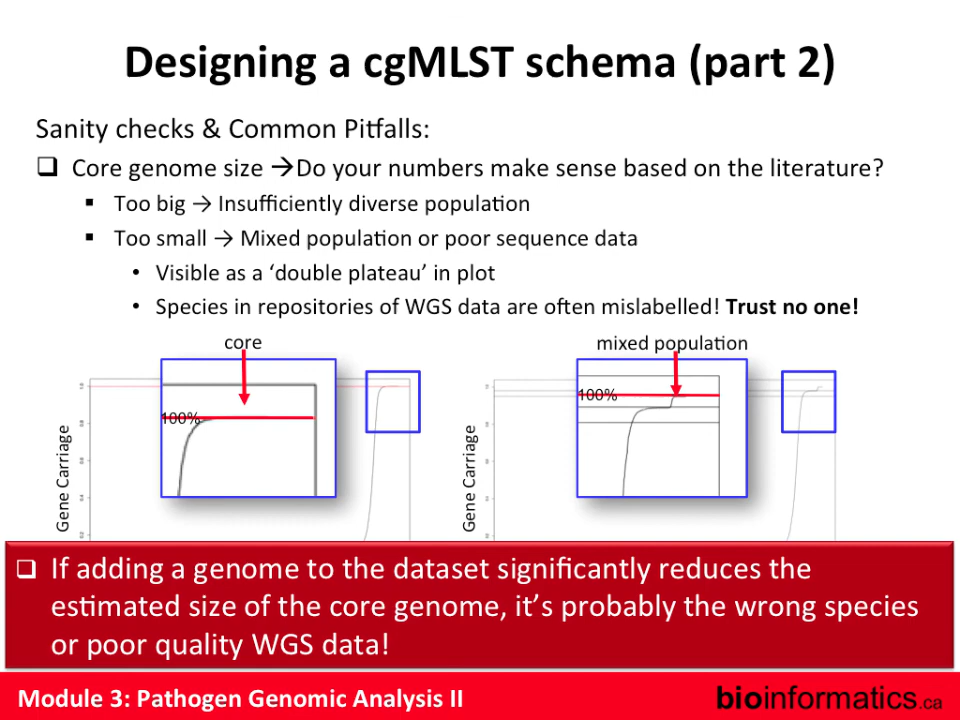 Designing a cgMLST schema (part 2)
Sanity checks & Common Pitfalls:
❑ Core genome size →Do your numbers make sense based on the literature?
▪ Too big → Insufficiently diverse population
▪ Too small → Mixed population or poor sequence data
• Visible as a ‘double plateau’ in plot
• Species in repositories of WGS data are often mislabelled! Trust no one!
core
100%
Gene Carriage
mixed population
100%
Gene Carriage
❑ If adding a genome to the dataset significantly reduces the
estimated size of the core genome, it’s probably the wrong species
or poor quality WGS data!
Module 3: Pathogen Genomic Analysis II
bioinformatics.ca